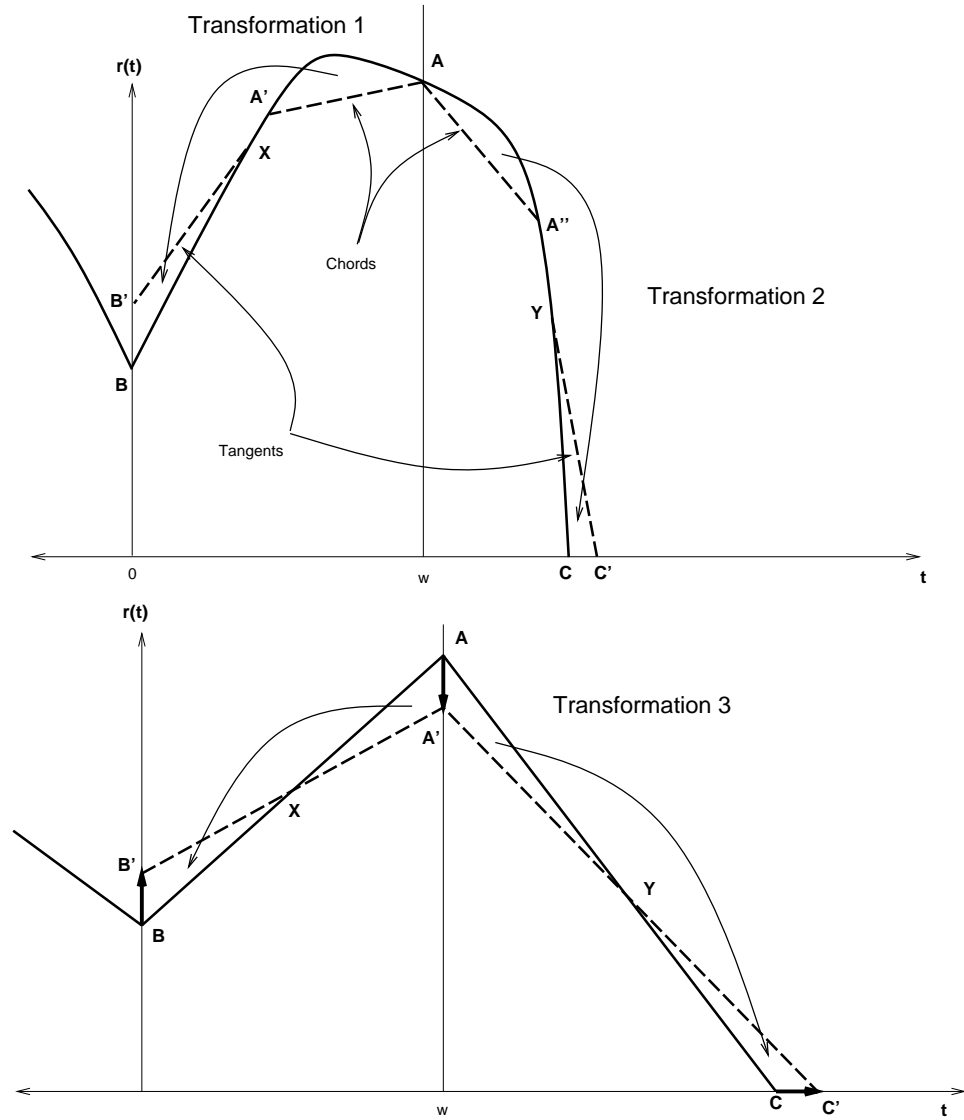 Transformation 1
r(t)
A
A'
X
A''
Chords
B'
Transformation 2
Y
B
Tangents
0
w
C
C'
t
r(t)
A
Transformation 3
A'
X
B'
Y
B
w
C
C'
t